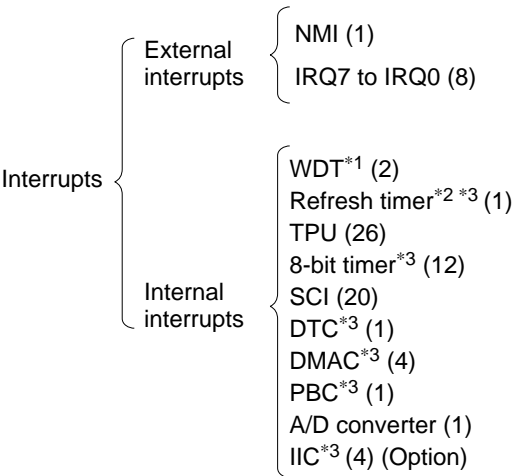 Interrupts
External
interrupts
NMI (1)
IRQ7 to IRQ0 (8)
Internal
interrupts
WDT*1 (2)
Refresh timer*2 *3 (1)
TPU (26)
8-bit timer*3 (12)
SCI (20)
DTC*3 (1)
DMAC*3 (4)
PBC*3 (1)
A/D converter (1)
IIC*3 (4) (Option)